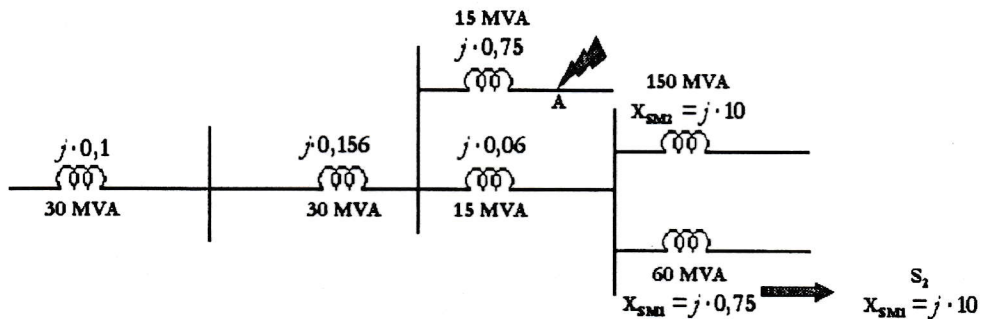 15 MVA
j·0,75
A
150 MVA
X_SM2 = j·10
j·0,1
30 MVA
j·0,156
30 MVA
j·0,06
15 MVA
60 MVA
X_SM1 = j·0,75
S_2
X_SM1 = j·10